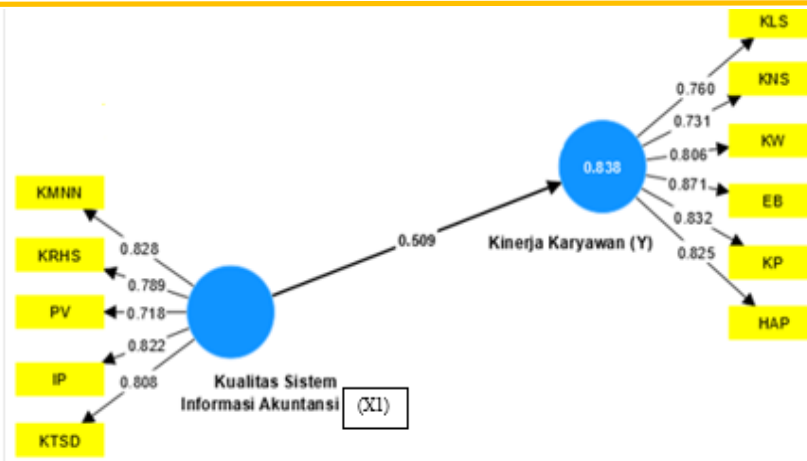 KMNN
KRHS
PV
IP
KTSD
0.828
0.789
0.718
0.822
0.808
Kualitas Sistem
Informasi Akuntansi
(X1)
0.509
0.838
Kinerja Karyawan (Y)
0.760
0.731
0.806
0.871
0.832
0.825
KLS
KNS
KW
EB
KP
HAP